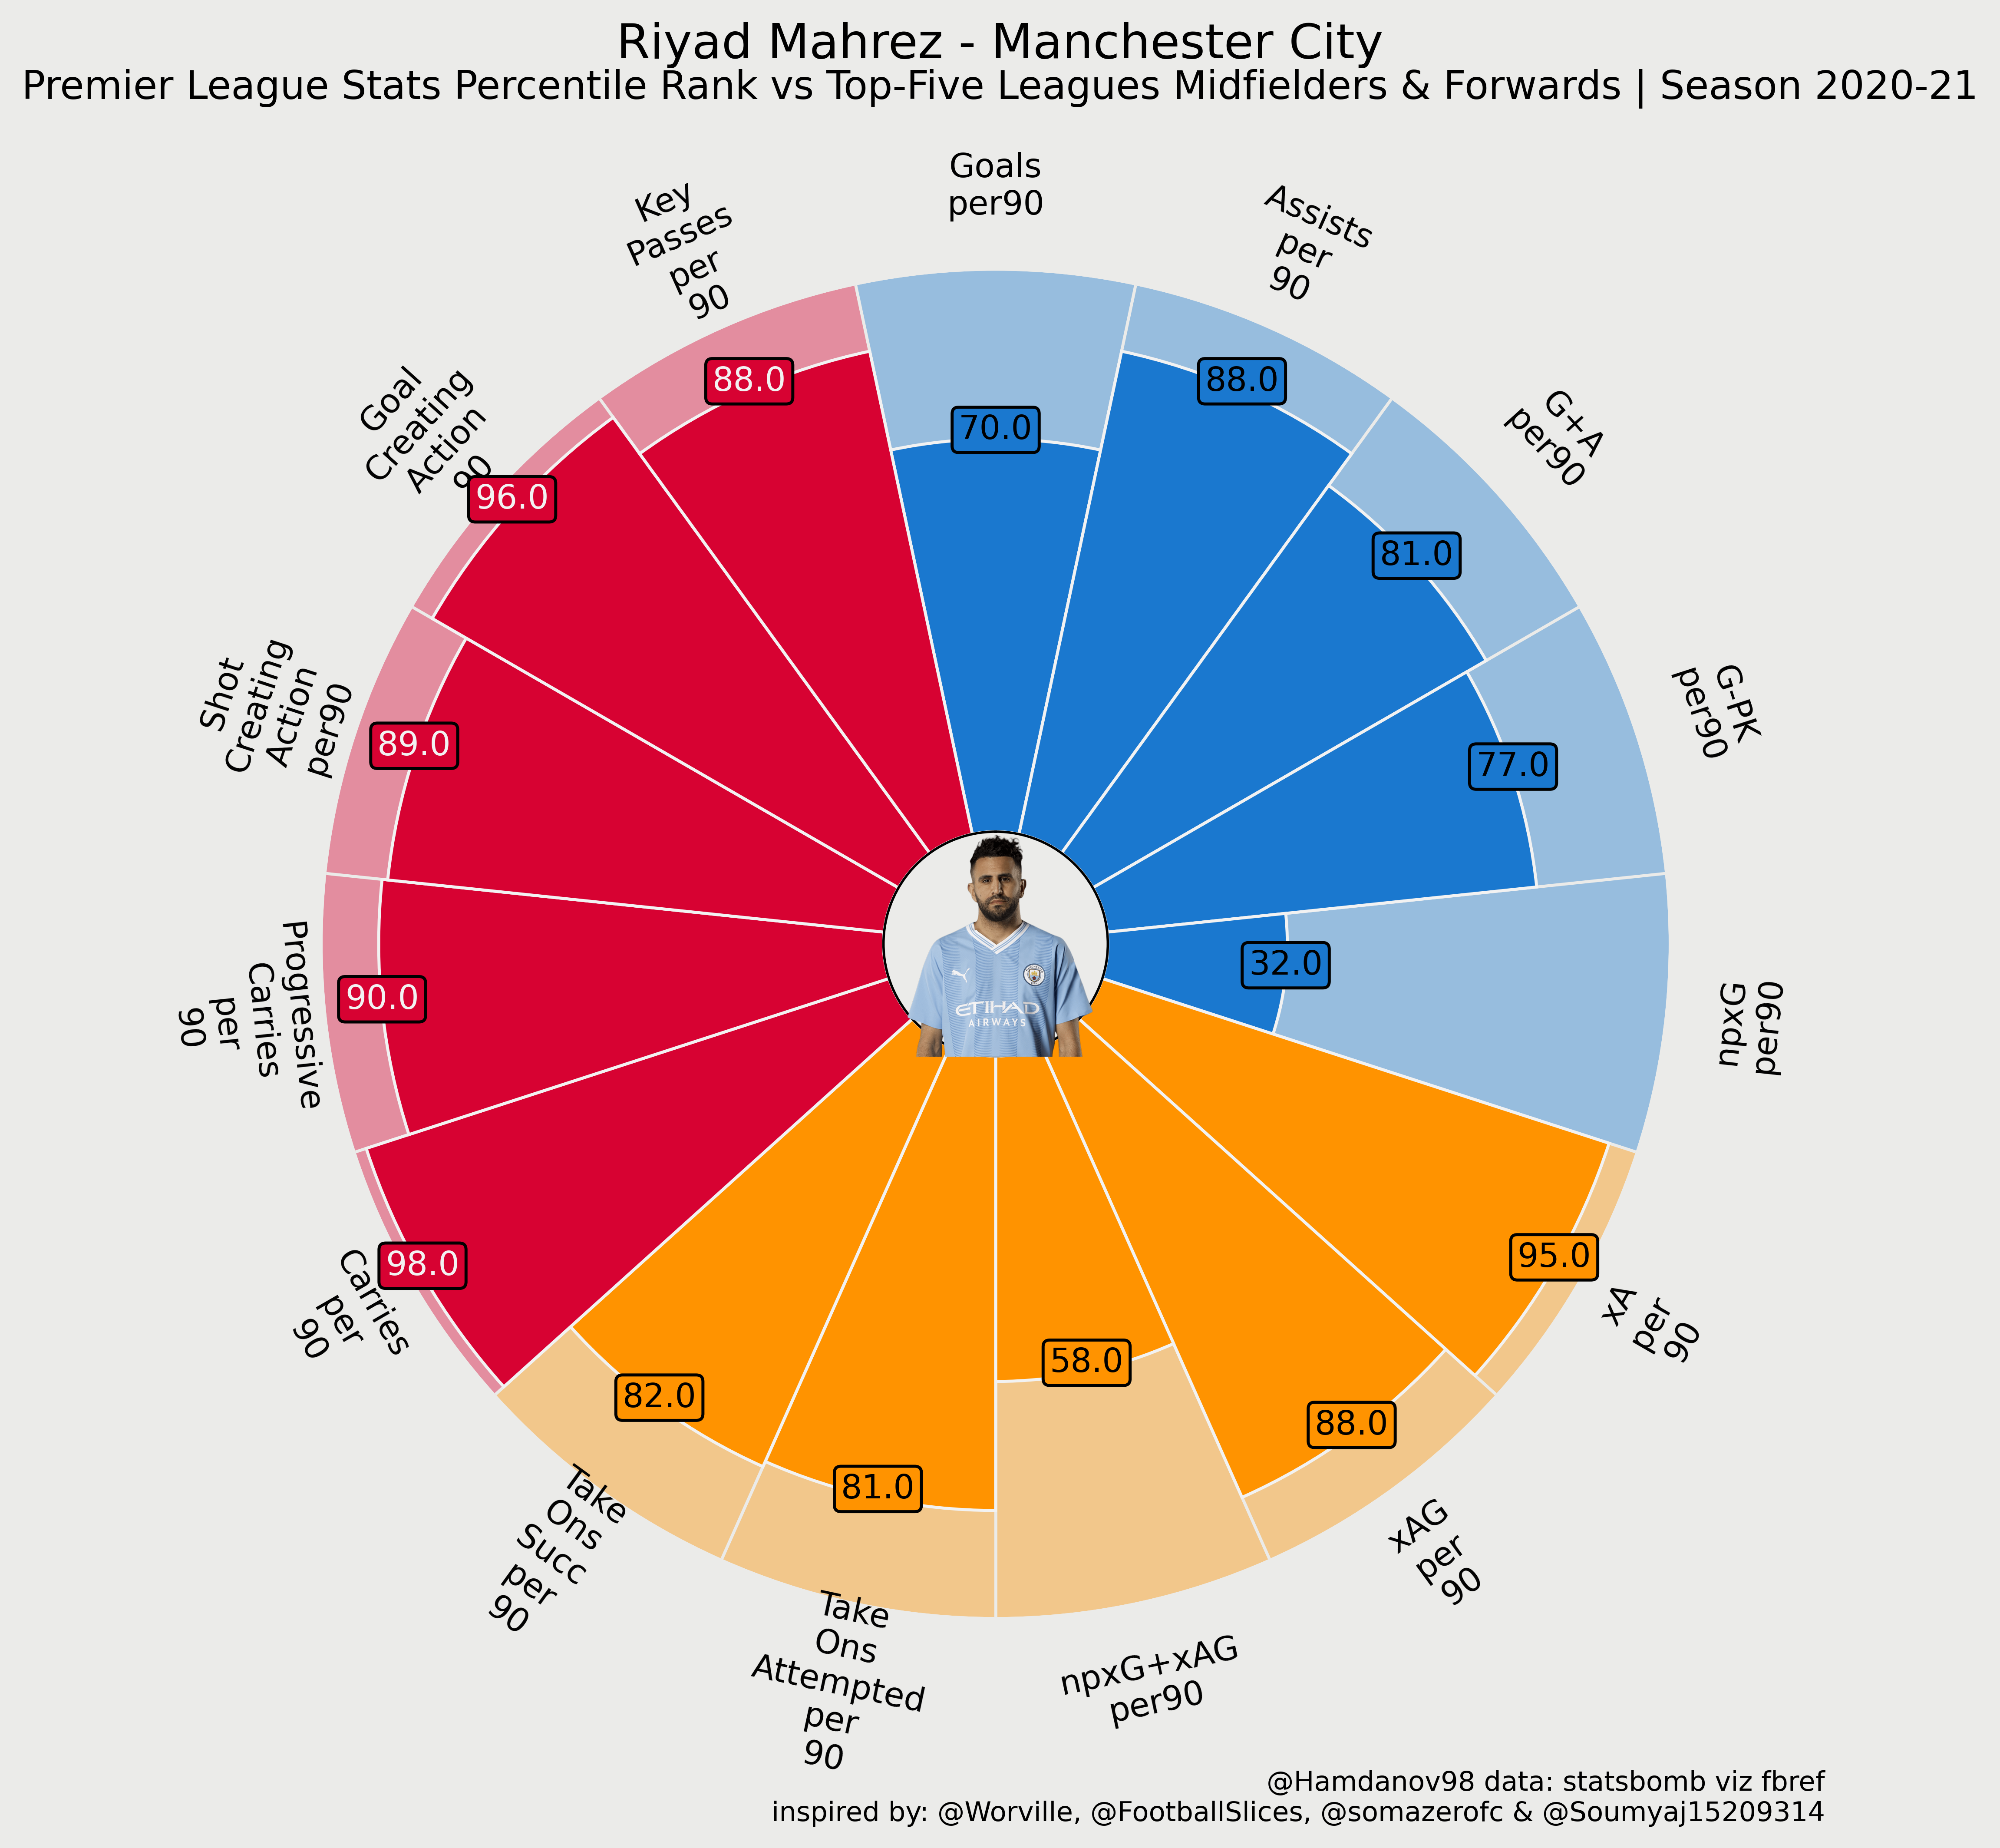 Riyad Mahrez - Manchester City
Premier League Stats Percentile Rank vs Top-Five Leagues Midfielders & Forwards | Season 2020-21
Goals
per90
70.0
Assists
per
90
88.0
G+A
per90
81.0
G-PK
per90
77.0
npxG
per90
32.0
xA
per
90
95.0
xAG
per
90
88.0
npxG+xAG
per90
58.0
Take
Ons
Attempted
per
90
81.0
Take
Ons
Succ
per
90
82.0
Carries
per
90
98.0
Progressive
Carries
per
90
90.0
Shot
Creating
Action
per90
89.0
Goal
Creating
Action
90
96.0
Key
Passes
per
90
88.0
ETIHAD
AIRWAYS
@Hamdanov98 data: statsbomb viz fbref
inspired by: @Worville, @FootballSlices, @somazerofc & @Soumyaj15209314